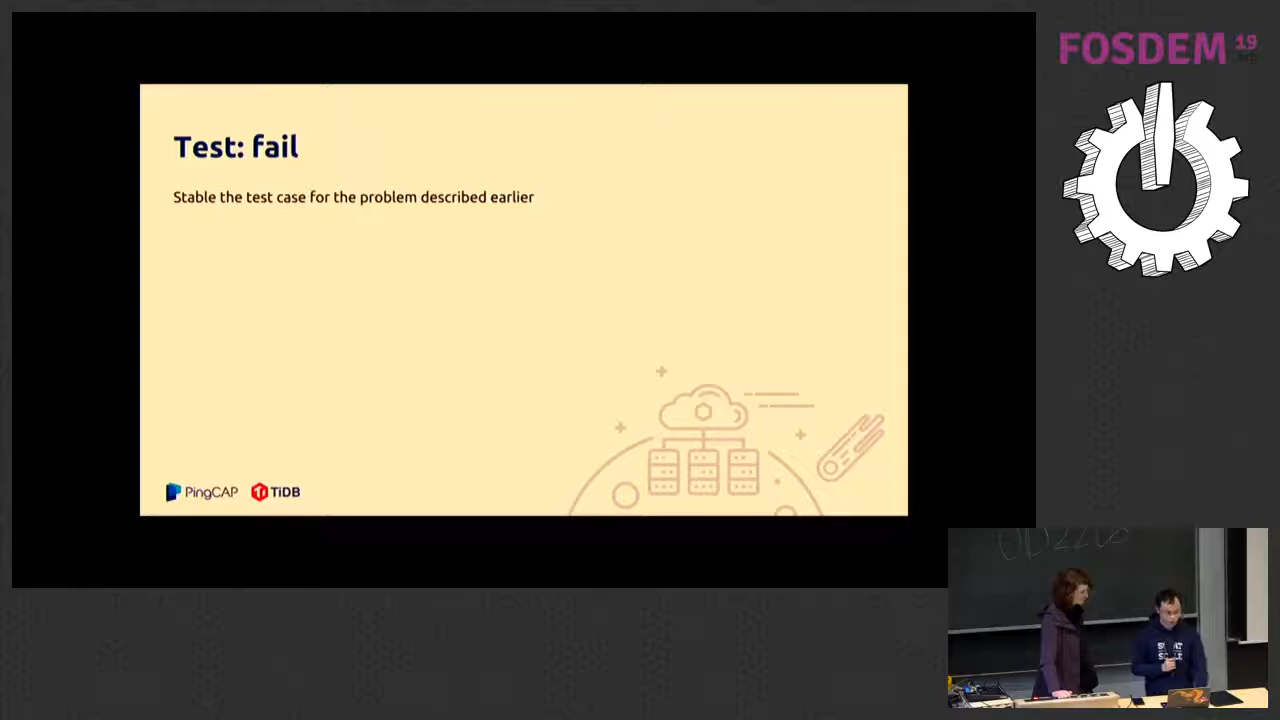 FOSDEM 19
Test: fail
Stable the test case for the problem described earlier
PingCAP TiDB